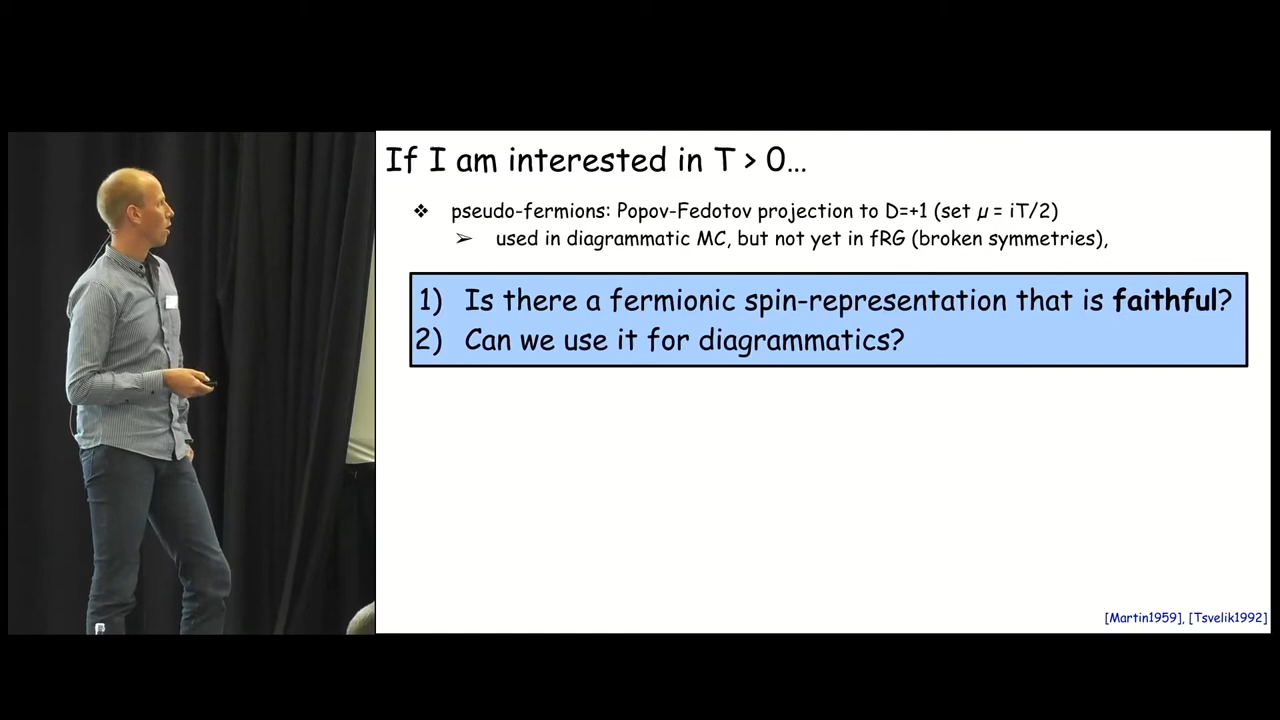 If I am interested in T > 0...
❖ pseudo-fermions: Popov-Fedotov projection to D=+1 (set μ = iT/2)
➢ used in diagrammatic MC, but not yet in fRG (broken symmetries),
1) Is there a fermionic spin-representation that is faithful?
2) Can we use it for diagrammatics?
[Martin1959], [Tsvelik1992]